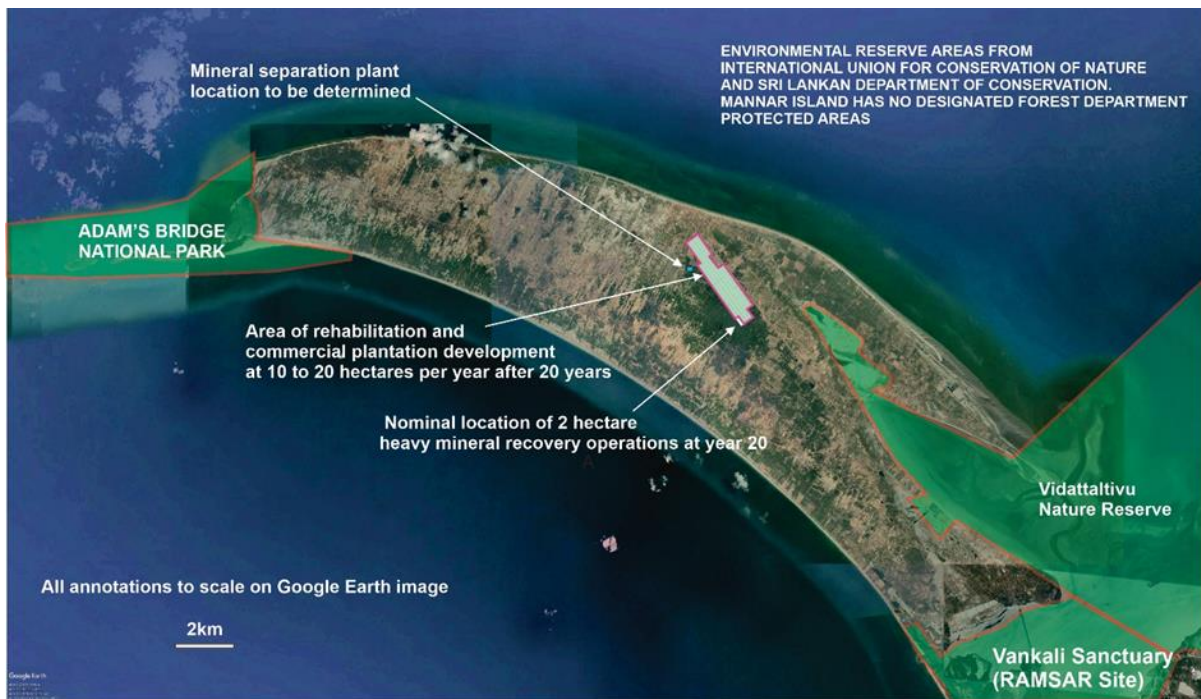 Mineral separation plant
location to be determined
ENVIRONMENTAL RESERVE AREAS FROM
INTERNATIONAL UNION FOR CONSERVATION OF NATURE
AND SRI LANKAN DEPARTMENT OF CONSERVATION.
MANNAR ISLAND HAS NO DESIGNATED FOREST DEPARTMENT
PROTECTED AREAS
ADAM'S BRIDGE
NATIONAL PARK
Area of rehabilitation and
commercial plantation development
at 10 to 20 hectares per year after 20 years
Nominal location of 2 hectare
heavy mineral recovery operations at year 20
Vidattaltivu
Nature Reserve
All annotations to scale on Google Earth image
2km
Vankali Sanctuary
(RAMSAR Site)
Google Earth